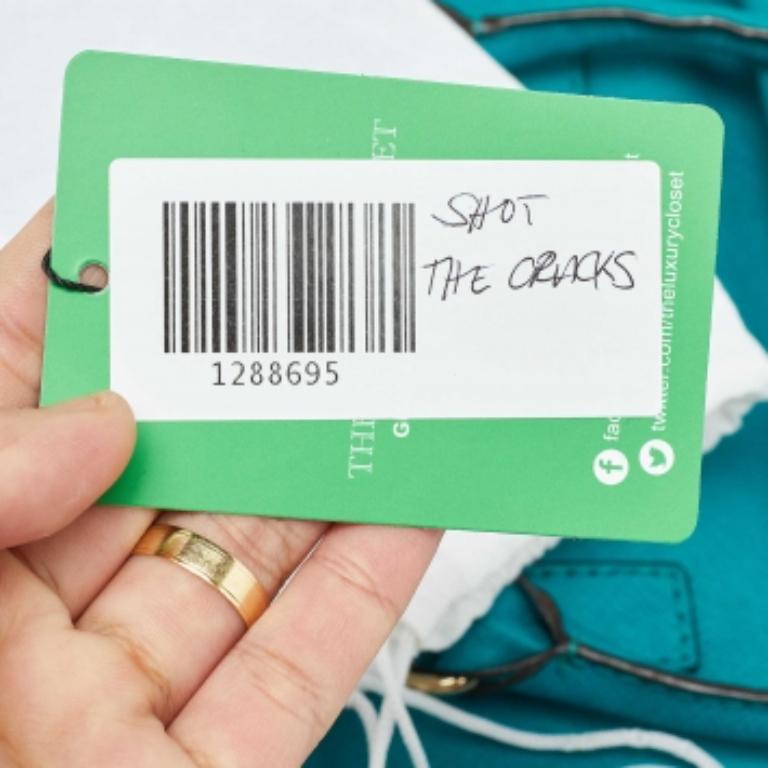 SHOT
THE CRACKS
1288695
twitter.com/theluxurycloset